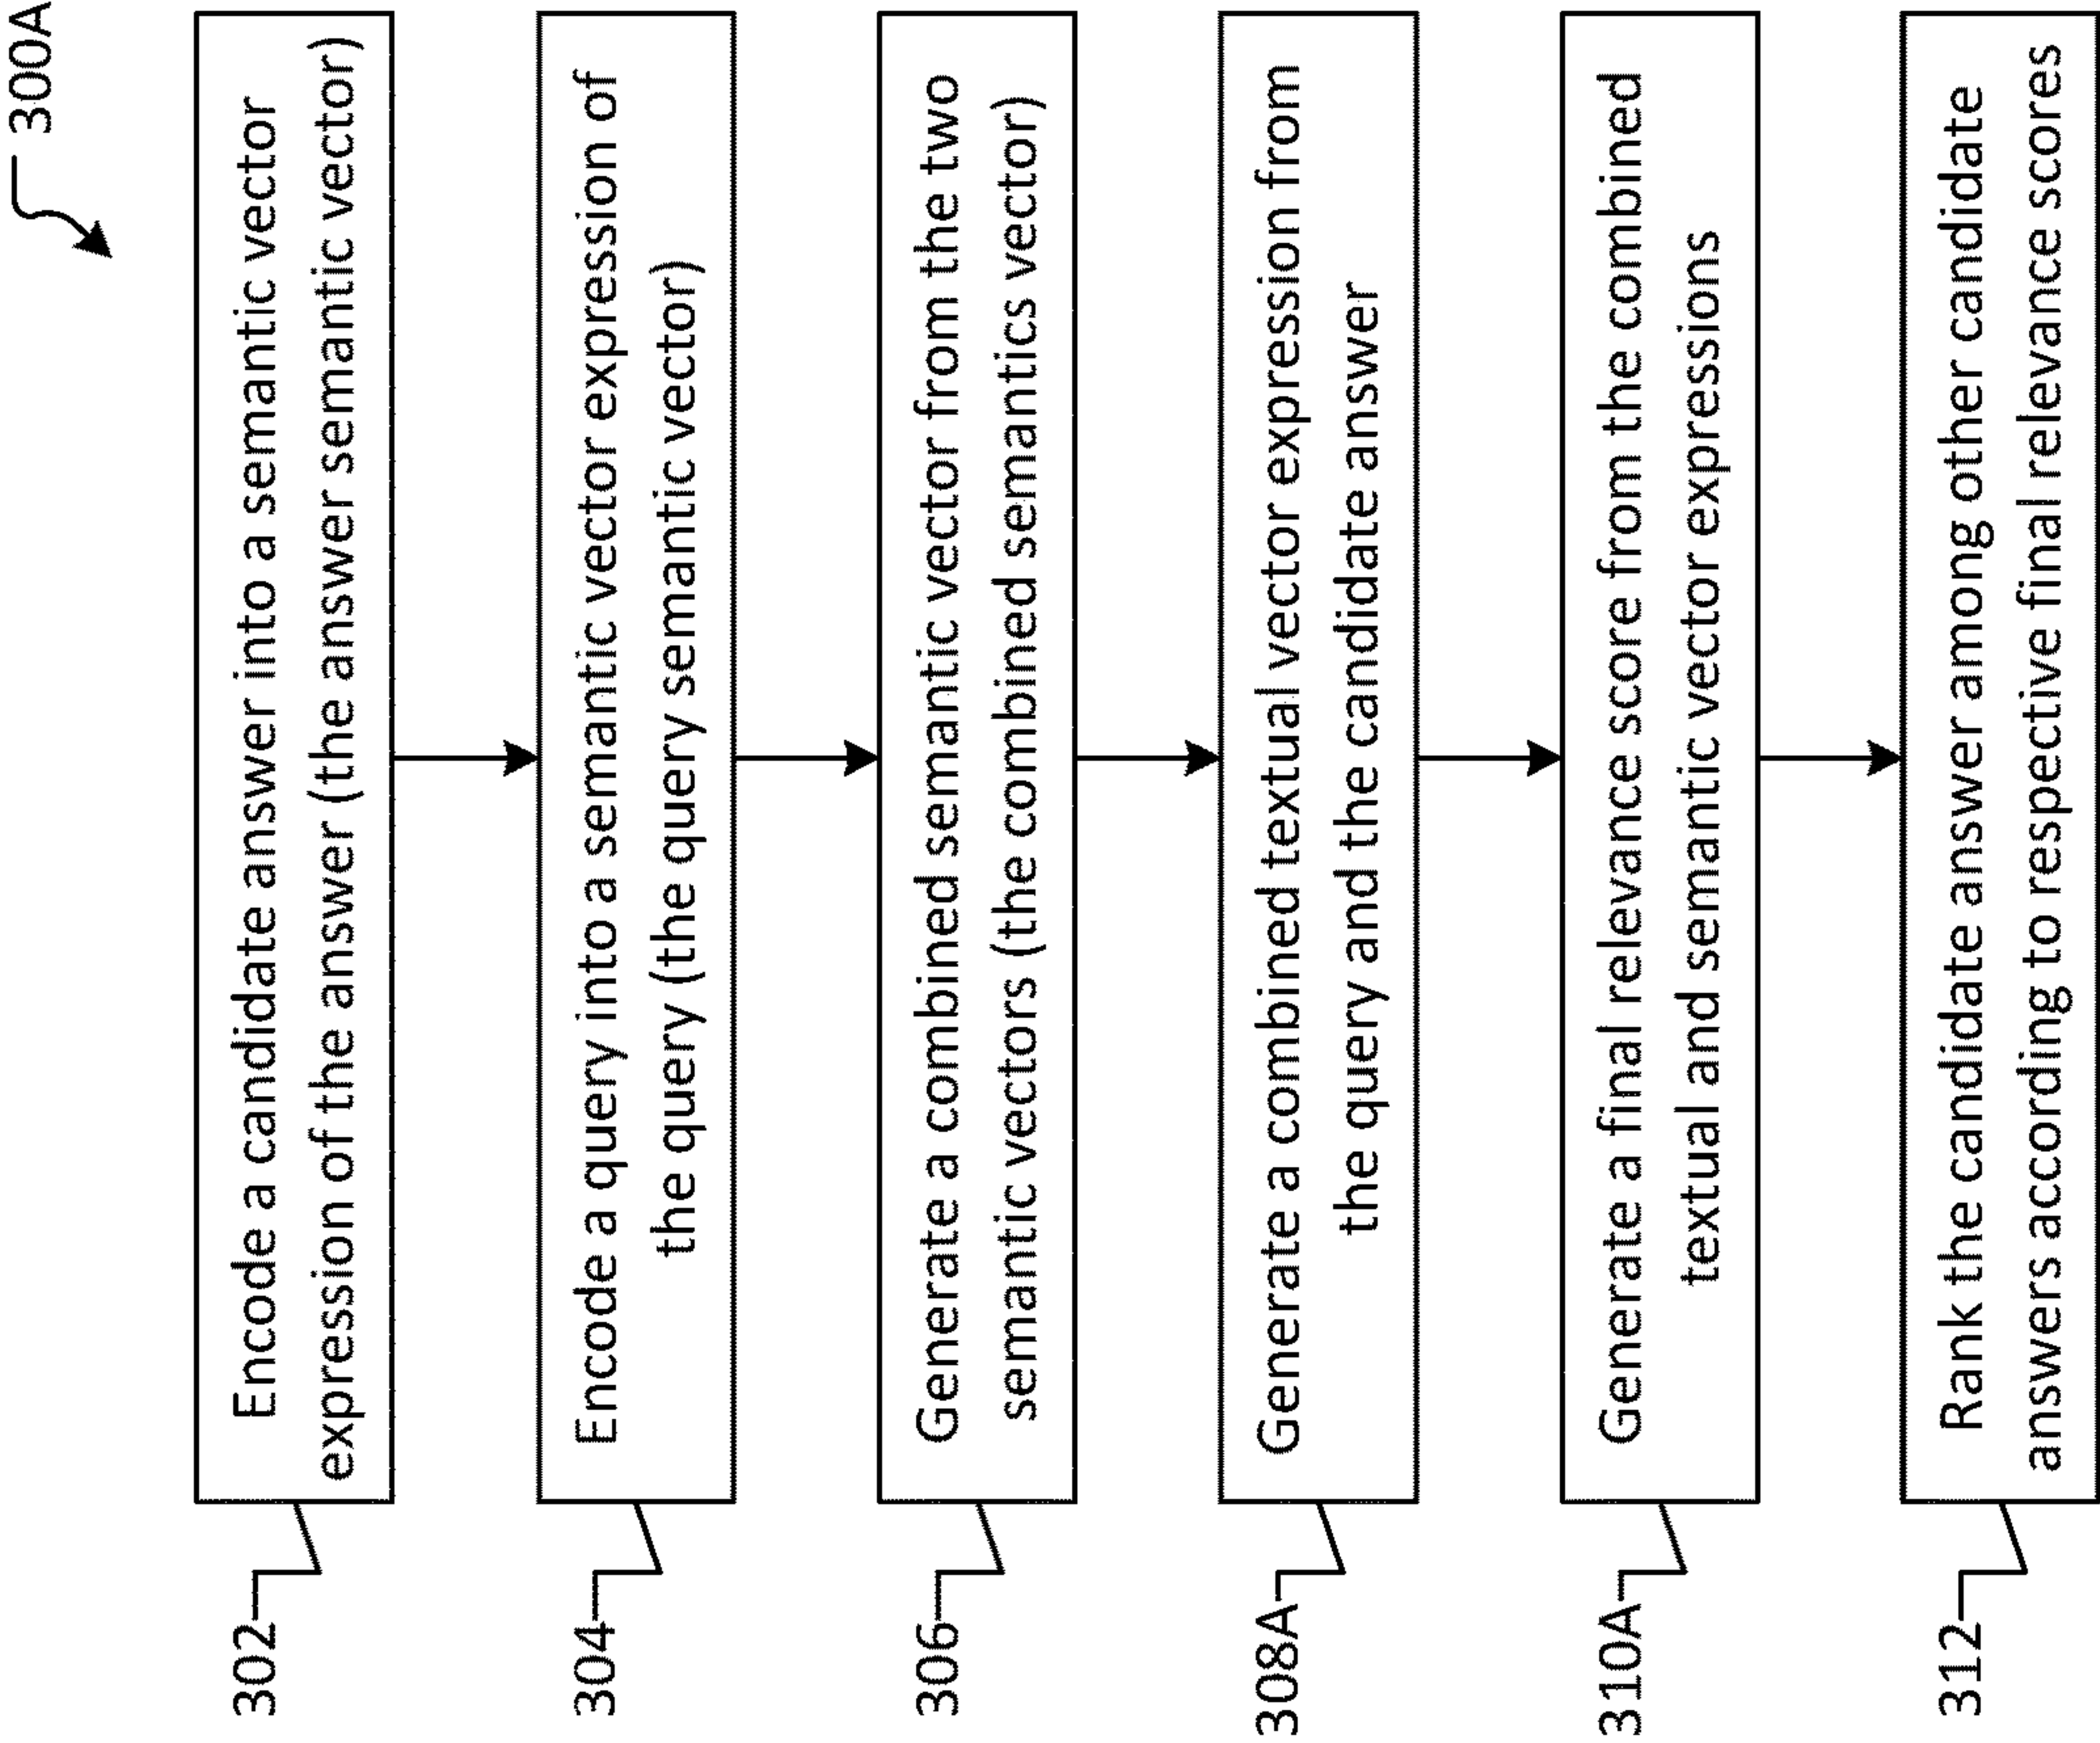 300A
302
Encode a candidate answer into a semantic vector
expression of the answer (the answer semantic vector)
304
Encode a query into a semantic vector expression of
the query (the query semantic vector)
306
Generate a combined semantic vector from the two
semantic vectors (the combined semantics vector)
308A
Generate a combined textual vector expression from
the query and the candidate answer
310A
Generate a final relevance score from the combined
textual and semantic vector expressions
312
Rank the candidate answer among other candidate
answers according to respective final relevance scores